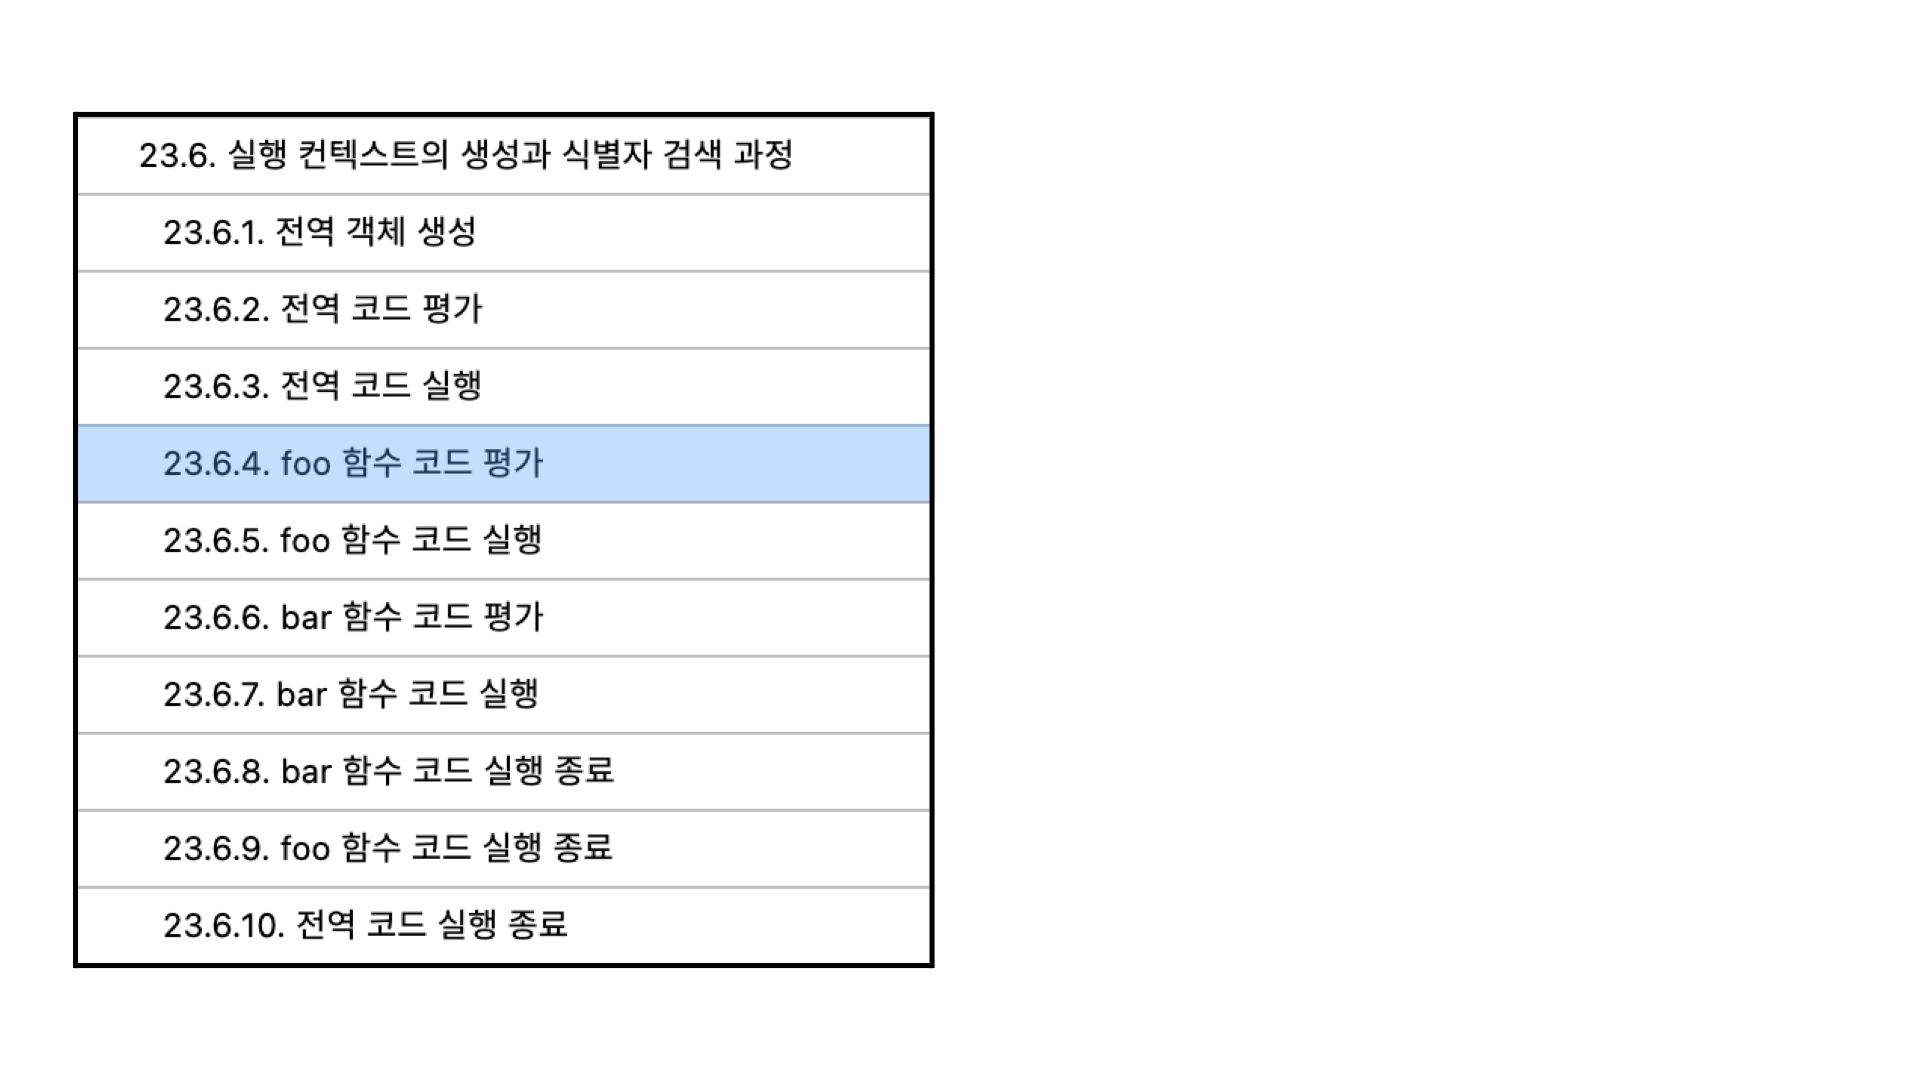 23.6. 실행 컨텍스트의 생성과 식별자 검색 과정
23.6.1. 전역 객체 생성
23.6.2. 전역 코드 평가
23.6.3. 전역 코드 실행
23.6.4. foo 함수 코드 평가
23.6.5. foo 함수 코드 실행
23.6.6. bar 함수 코드 평가
23.6.7. bar 함수 코드 실행
23.6.8. bar 함수 코드 실행 종료
23.6.9. foo 함수 코드 실행 종료
23.6.10. 전역 코드 실행 종료